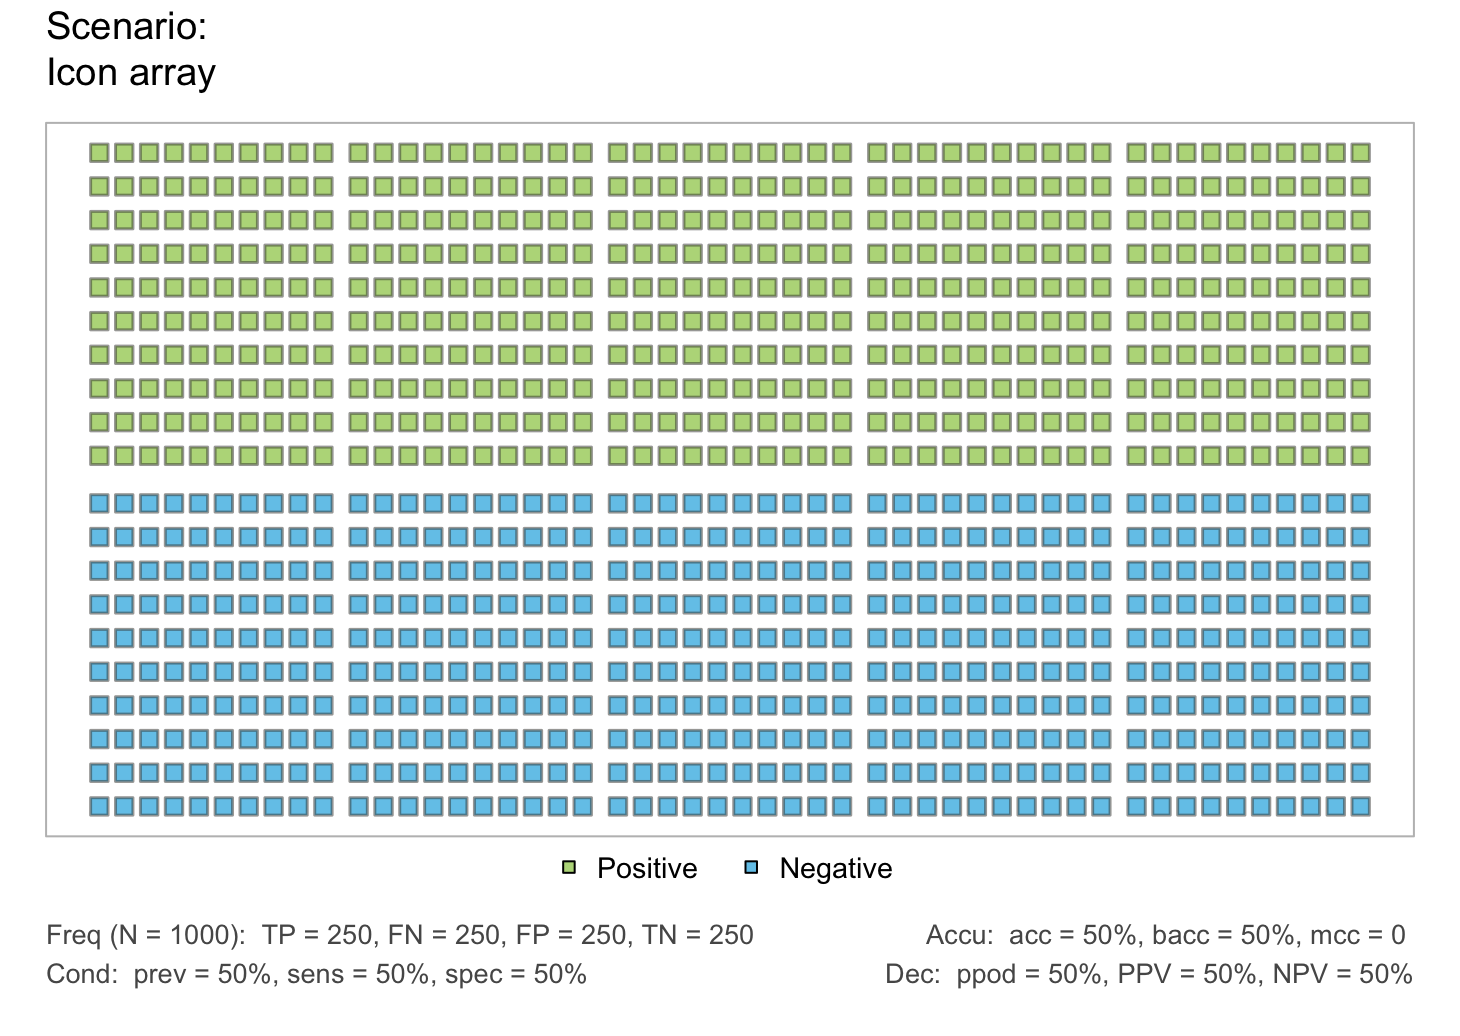 Scenario:
Icon array
Positive Negative
Freq (N = 1000): TP = 250, FN = 250, FP = 250, TN = 250
Accu: acc = 50%, bacc = 50%, mcc = 0
Cond: prev = 50%, sens = 50%, spec = 50%
Dec: ppod = 50%, PPV = 50%, NPV = 50%